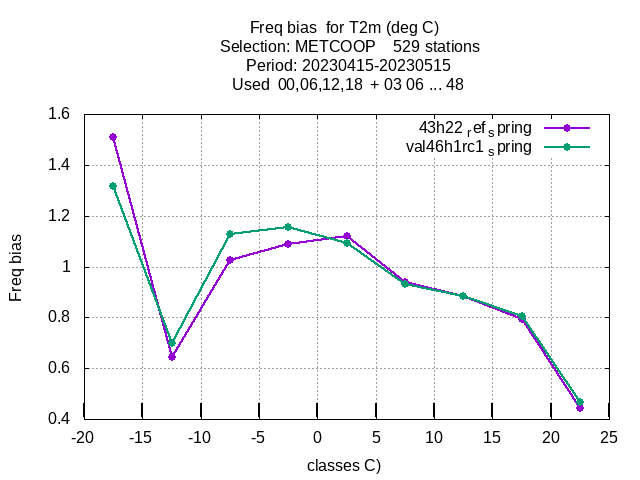 Freq bias  for T2m (deg C)
Selection: METCOOP    529 stations
Period: 20230415-20230515
Used  00,06,12,18  + 03 06 ... 48
43h22 ref spring
val46h1rc1 spring
1.6
1.4
1.2
1
0.8
0.6
0.4
Freq bias
-20 -15 -10 -5 0 5 10 15 20 25
classes C)